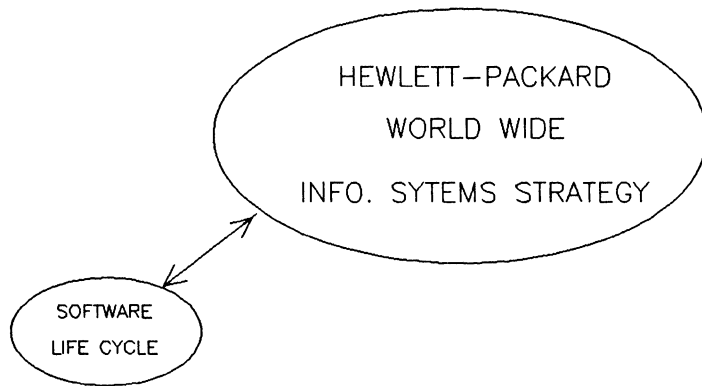 HEWLETT-PACKARD
WORLD WIDE
INFO. SYTEMS STRATEGY
SOFTWARE
LIFE CYCLE